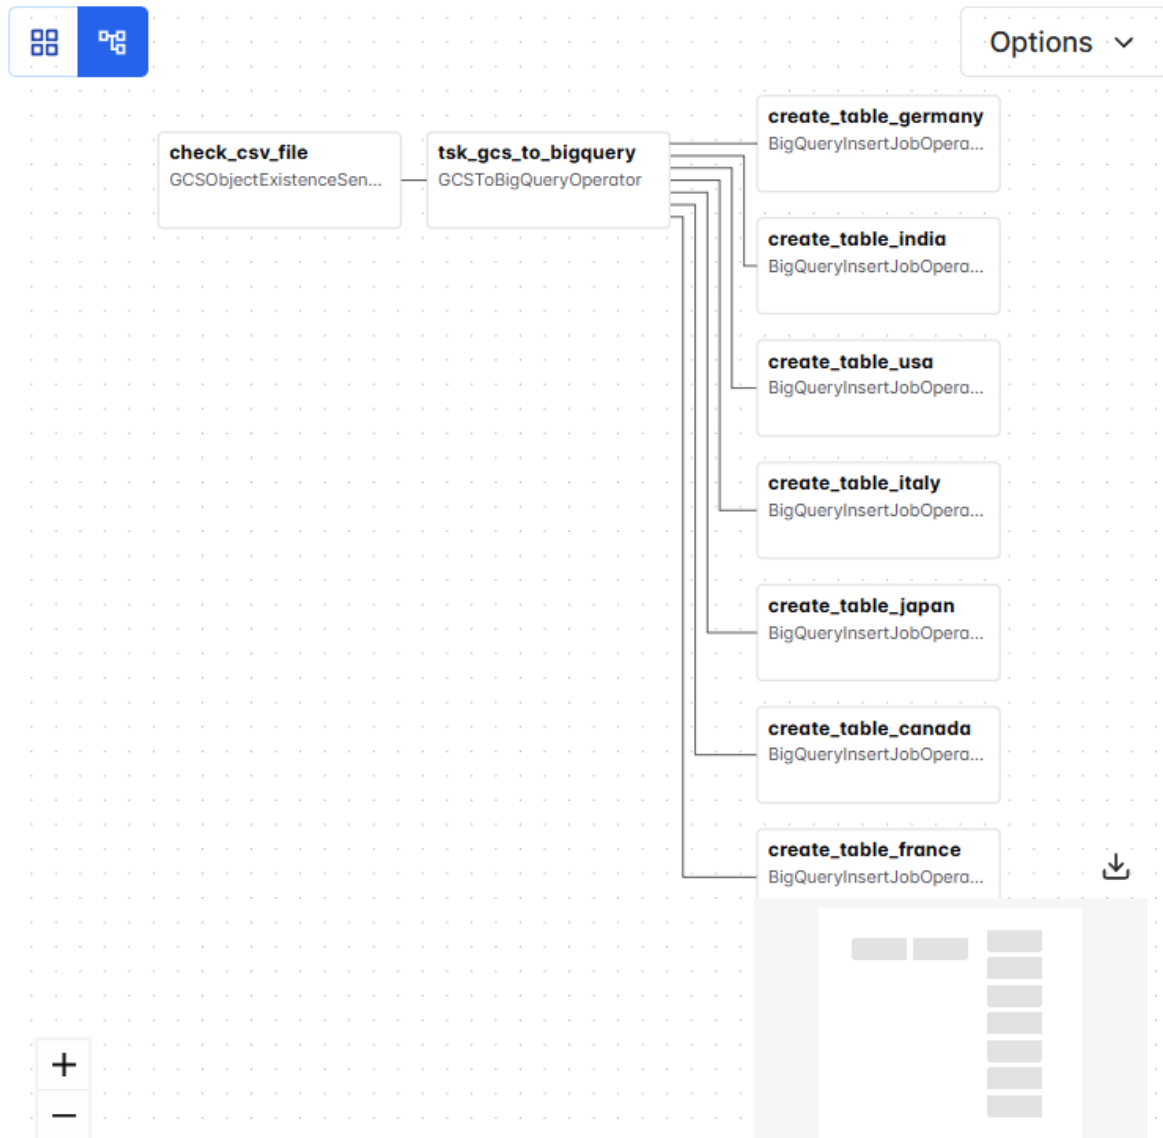 Options
check_csv_file
GCSObjectExistenceSen...
tsk_gcs_to_bigquery
GCSToBigQueryOperator
create_table_germany
BigQueryInsertJobOpera...
create_table_india
BigQueryInsertJobOpera...
create_table_usa
BigQueryInsertJobOpera...
create_table_italy
BigQueryInsertJobOpera...
create_table_japan
BigQueryInsertJobOpera...
create_table_canada
BigQueryInsertJobOpera...
create_table_france
BigQueryInsertJobOpera...